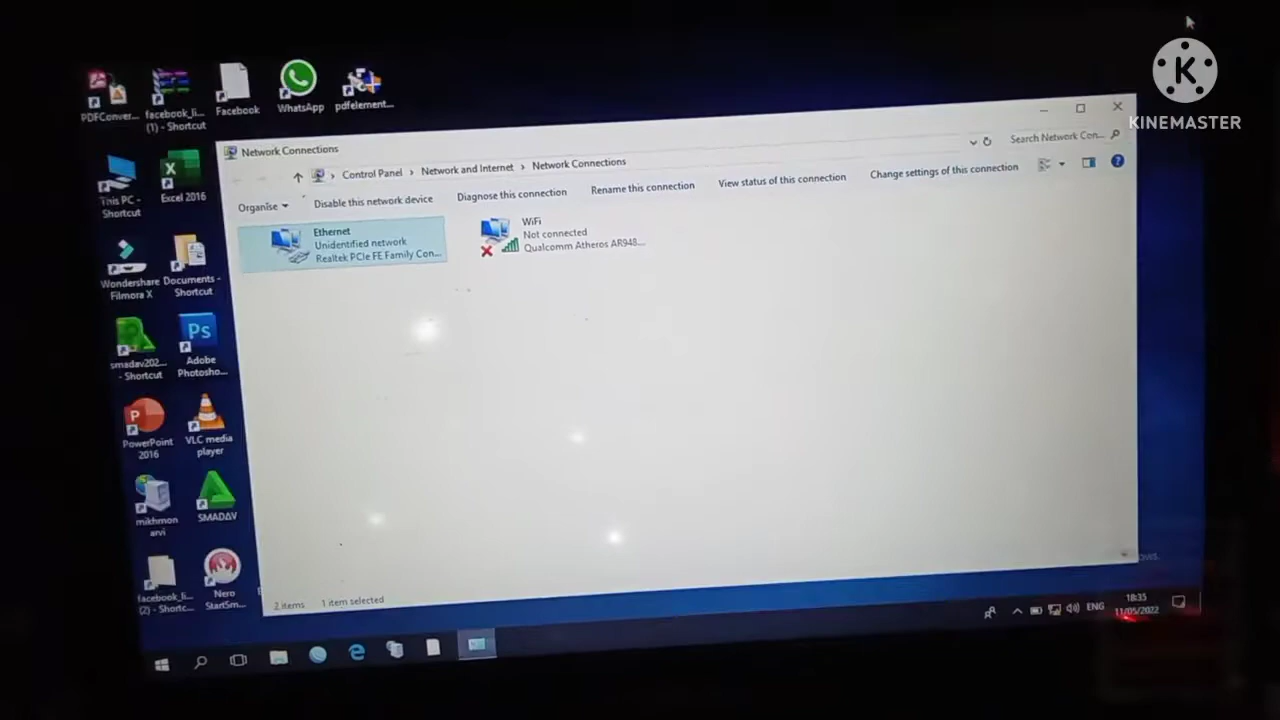 K
KINEMASTER
PDFConver...
facebook_li...
(1) - Shortcut
Facebook
WhatsApp
pdfelement...
This PC -
Shortcut
Excel 2016
Wondershare
Filmora X
Documents -
Shortcut
smadav202...
- Shortcut
Ps
Adobe
Photosho...
PowerPoint
2016
VLC media
player
mikhmon
arvi
SMADAV
facebook_li...
(2) - Shortc...
Nero
StartSm...
Network Connections
Control Panel > Network and Internet > Network Connections
Search Network Con...
Organise
Disable this network device
Diagnose this connection
Rename this connection
View status of this connection
Change settings of this connection
Ethernet
Unidentified network
Realtek PCIe FE Family Con...
WiFi
Not connected
Qualcomm Atheros AR948...
2 items
1 item selected
ENG
18:35
11/05/2022